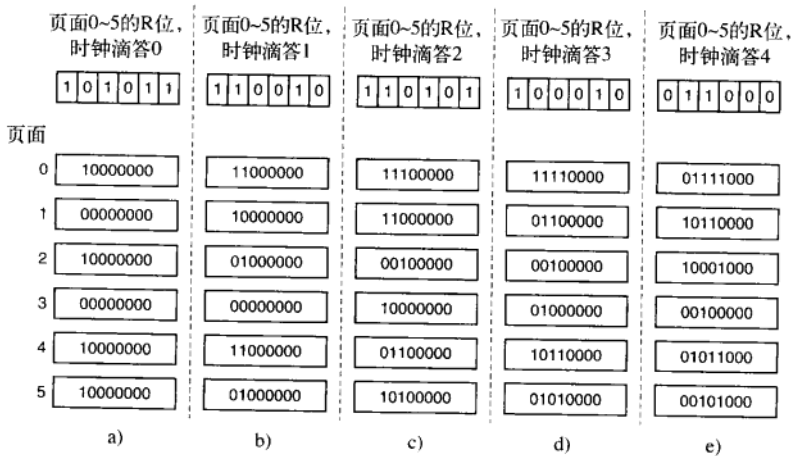 页面0~5的R位， 页面0~5的R位， 页面0~5的R位， 页面0~5的R位， 页面0~5的R位，
时钟滴答0 时钟滴答1 时钟滴答2 时钟滴答3 时钟滴答4
1 0 1 0 1 1 1 1 0 0 1 0 1 1 0 1 0 1 1 0 0 0 1 0 0 1 1 0 0 0
页面
0 10000000 11000000 11100000 11110000 01111000
1 00000000 10000000 11000000 01100000 10110000
2 10000000 01000000 00100000 00100000 10001000
3 00000000 00000000 10000000 01000000 00100000
4 10000000 11000000 01100000 10110000 01011000
5 10000000 01000000 10100000 01010000 00101000
a) b) c) d) e)